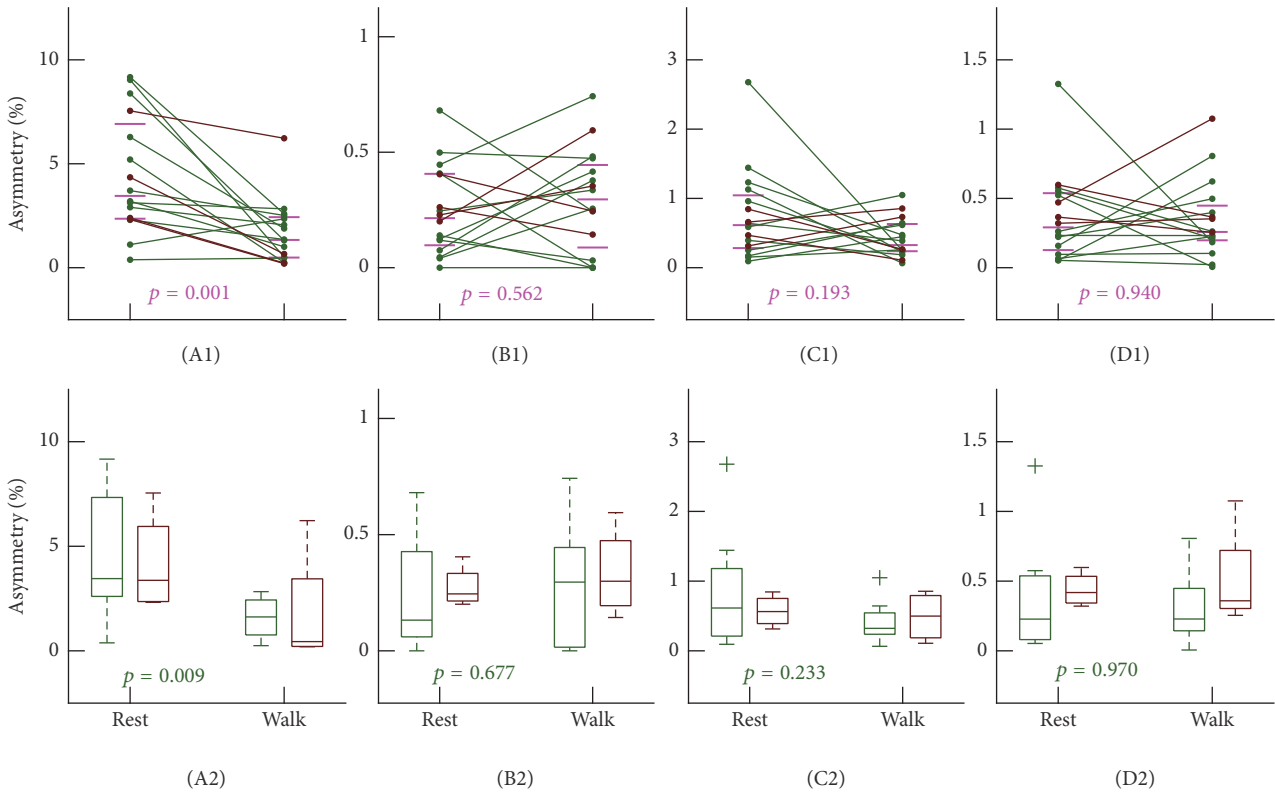 Asymmetry (%)
10
5
0
p = 0.001
(A1)
1
0.5
0
p = 0.562
(B1)
3
2
1
0
p = 0.193
(C1)
1.5
1
0.5
0
p = 0.940
(D1)
Asymmetry (%)
10
5
0
p = 0.009
Rest
Walk
(A2)
1
0.5
0
p = 0.677
Rest
Walk
(B2)
3
2
1
0
p = 0.233
Rest
Walk
(C2)
1.5
1
0.5
0
p = 0.970
Rest
Walk
(D2)